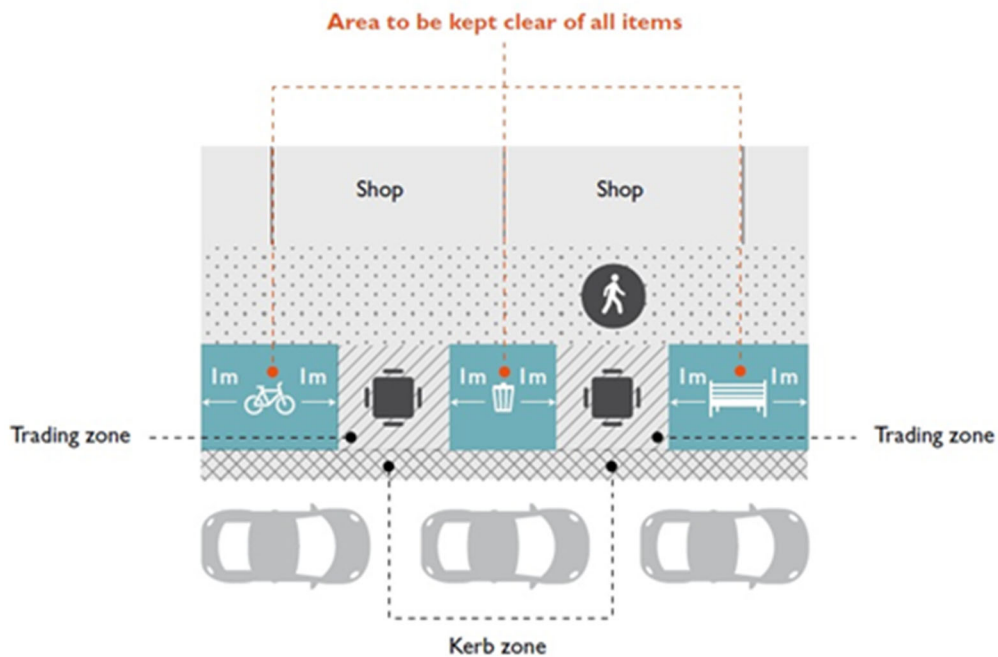 Area to be kept clear of all items
Shop Shop
1m 1m 1m 1m 1m 1m
Trading zone Trading zone
Kerb zone